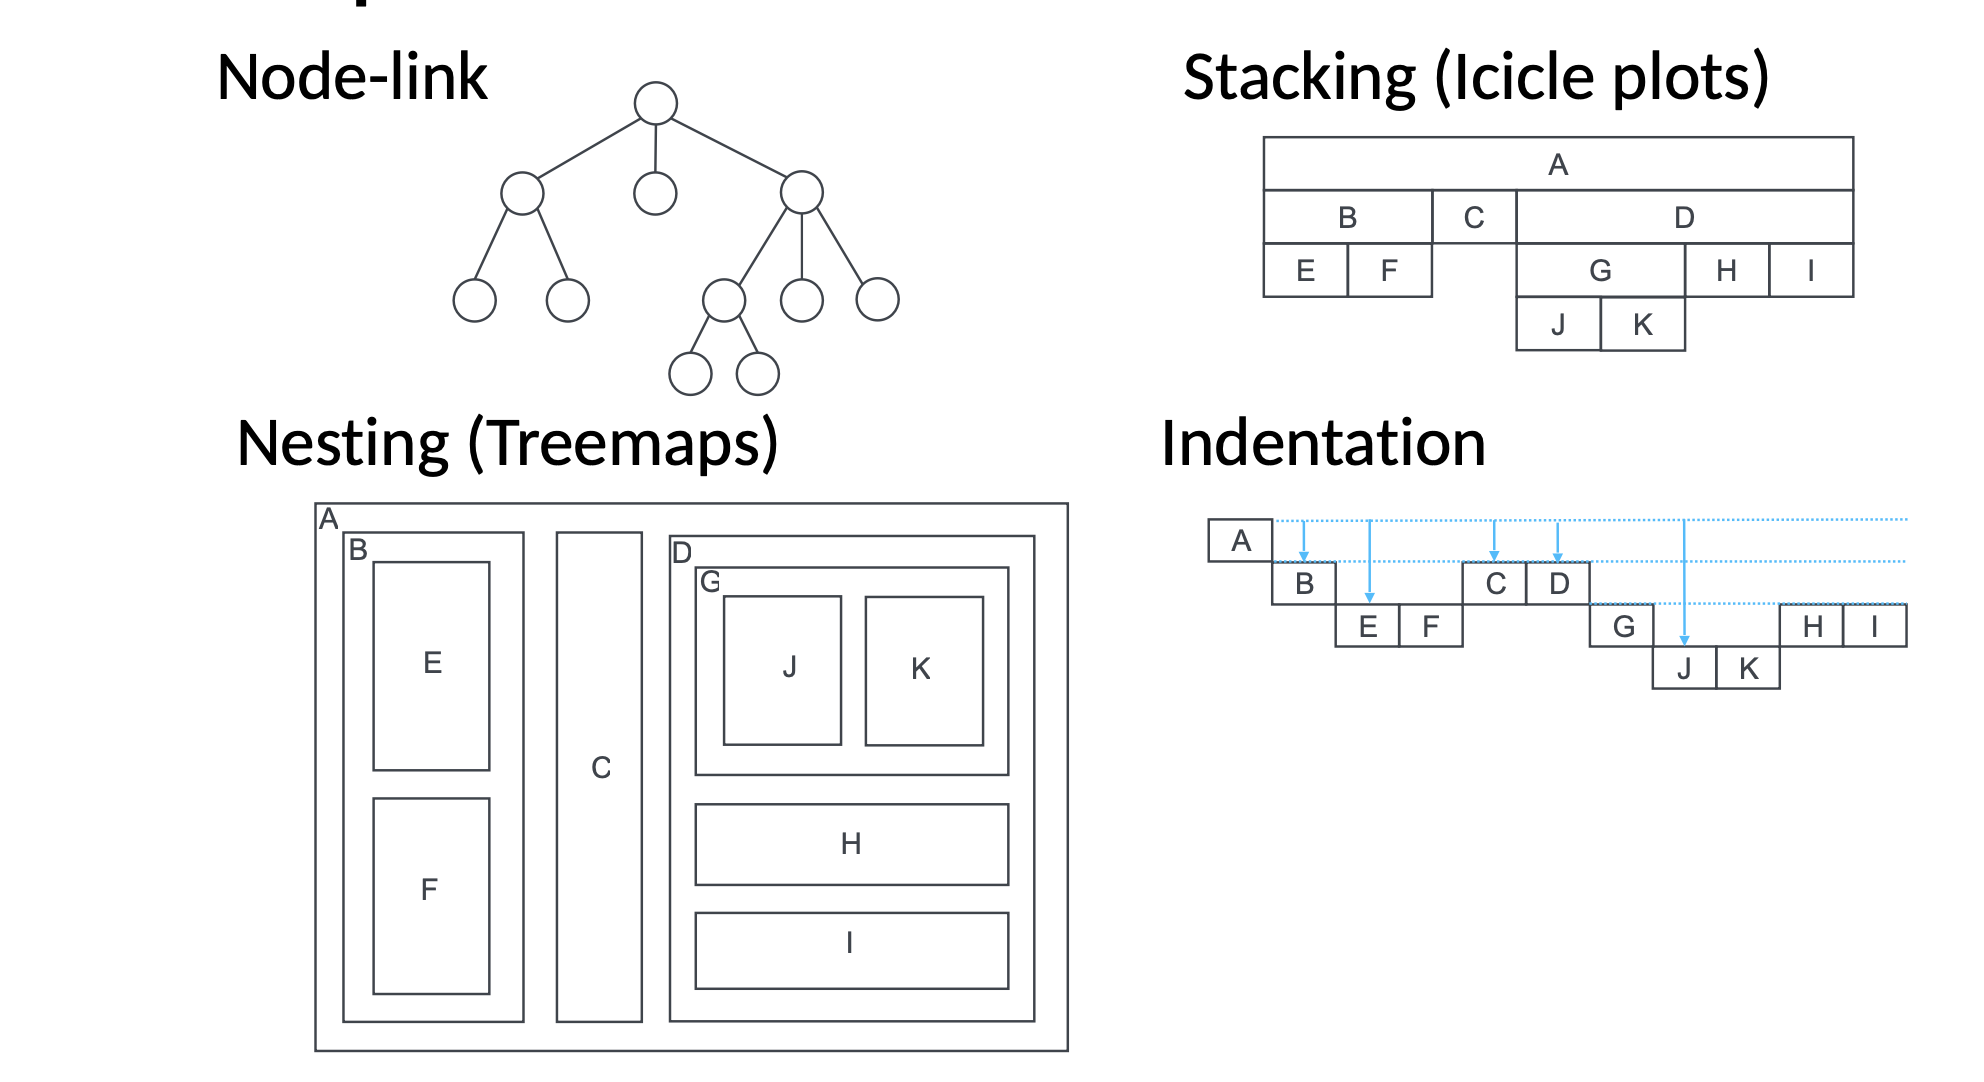 Node-link
Stacking (Icicle plots)
A
B C D
E F G H I
J K
Nesting (Treemaps)
A
B
D
G
E
J K
C
H
F
I
Indentation
A
B C D
E F G H I
J K